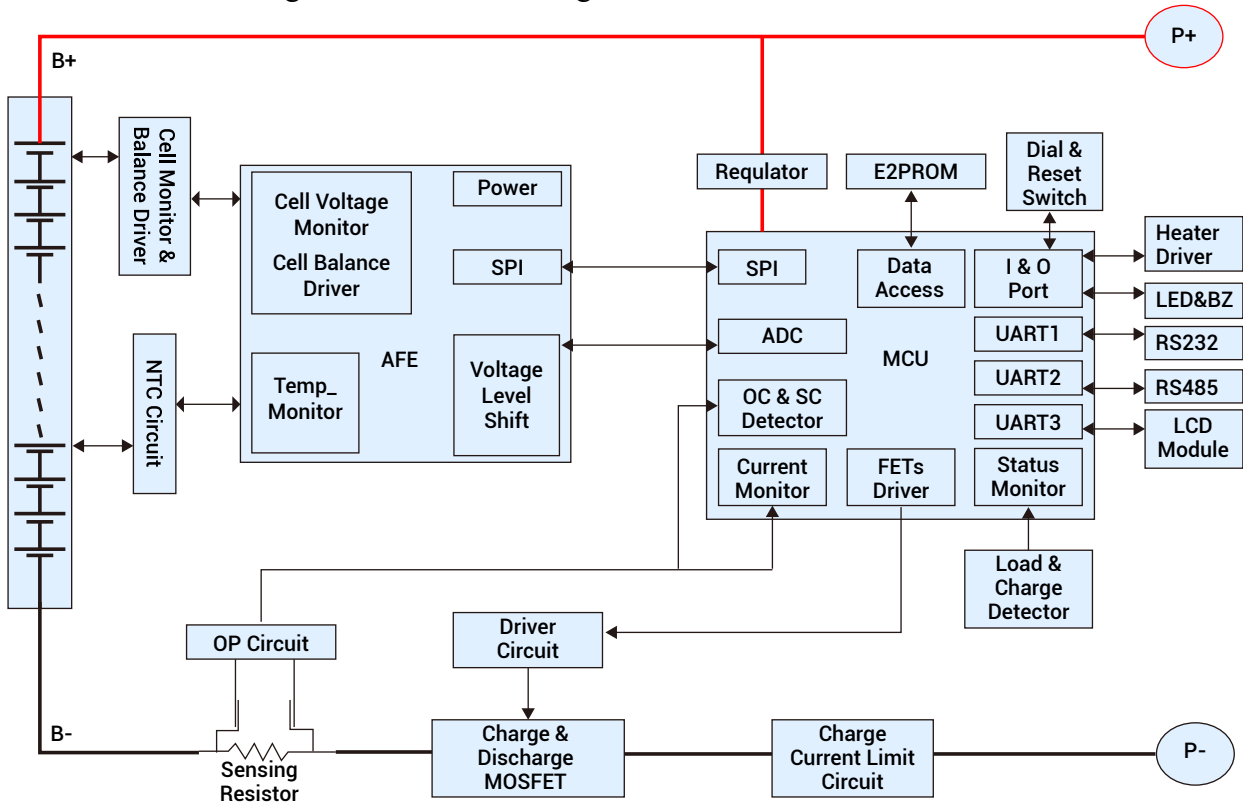 P+
B+
Cell Monitor &
Balance Driver
Cell Voltage
Monitor
Cell Balance
Driver
Power
SPI
AFE
Temp_
Monitor
Voltage
Level
Shift
NTC Circuit
Requlator
E2PROM
Dial &
Reset
Switch
Heater
Driver
LED&BZ
RS232
RS485
LCD
Module
SPI
Data
Access
I & O
Port
ADC
MCU
UART1
UART2
UART3
OC & SC
Detector
Current
Monitor
FETs
Driver
Status
Monitor
Load &
Charge
Detector
OP Circuit
Driver
Circuit
B-
Sensing
Resistor
Charge &
Discharge
MOSFET
Charge
Current Limit
Circuit
P-